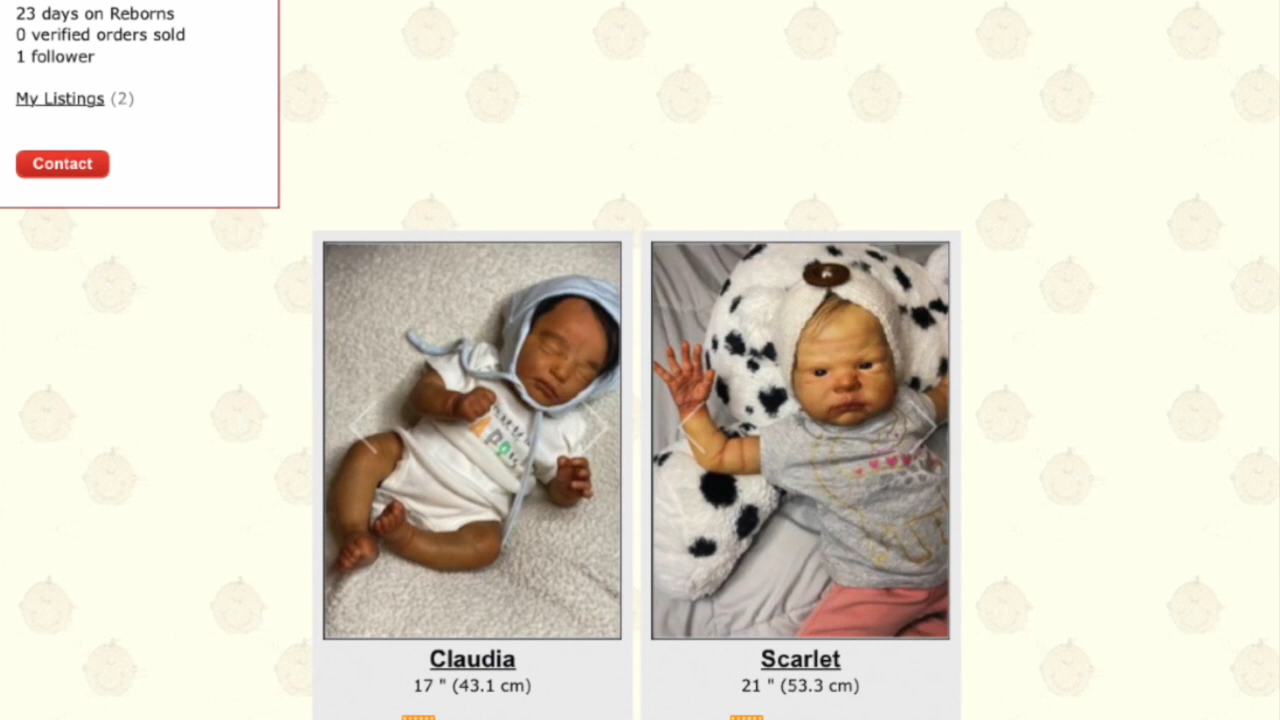 23 days on Reborns
0 verified orders sold
1 follower
My Listings (2)
Contact
Claudia
17 " (43.1 cm)
Scarlet
21 " (53.3 cm)